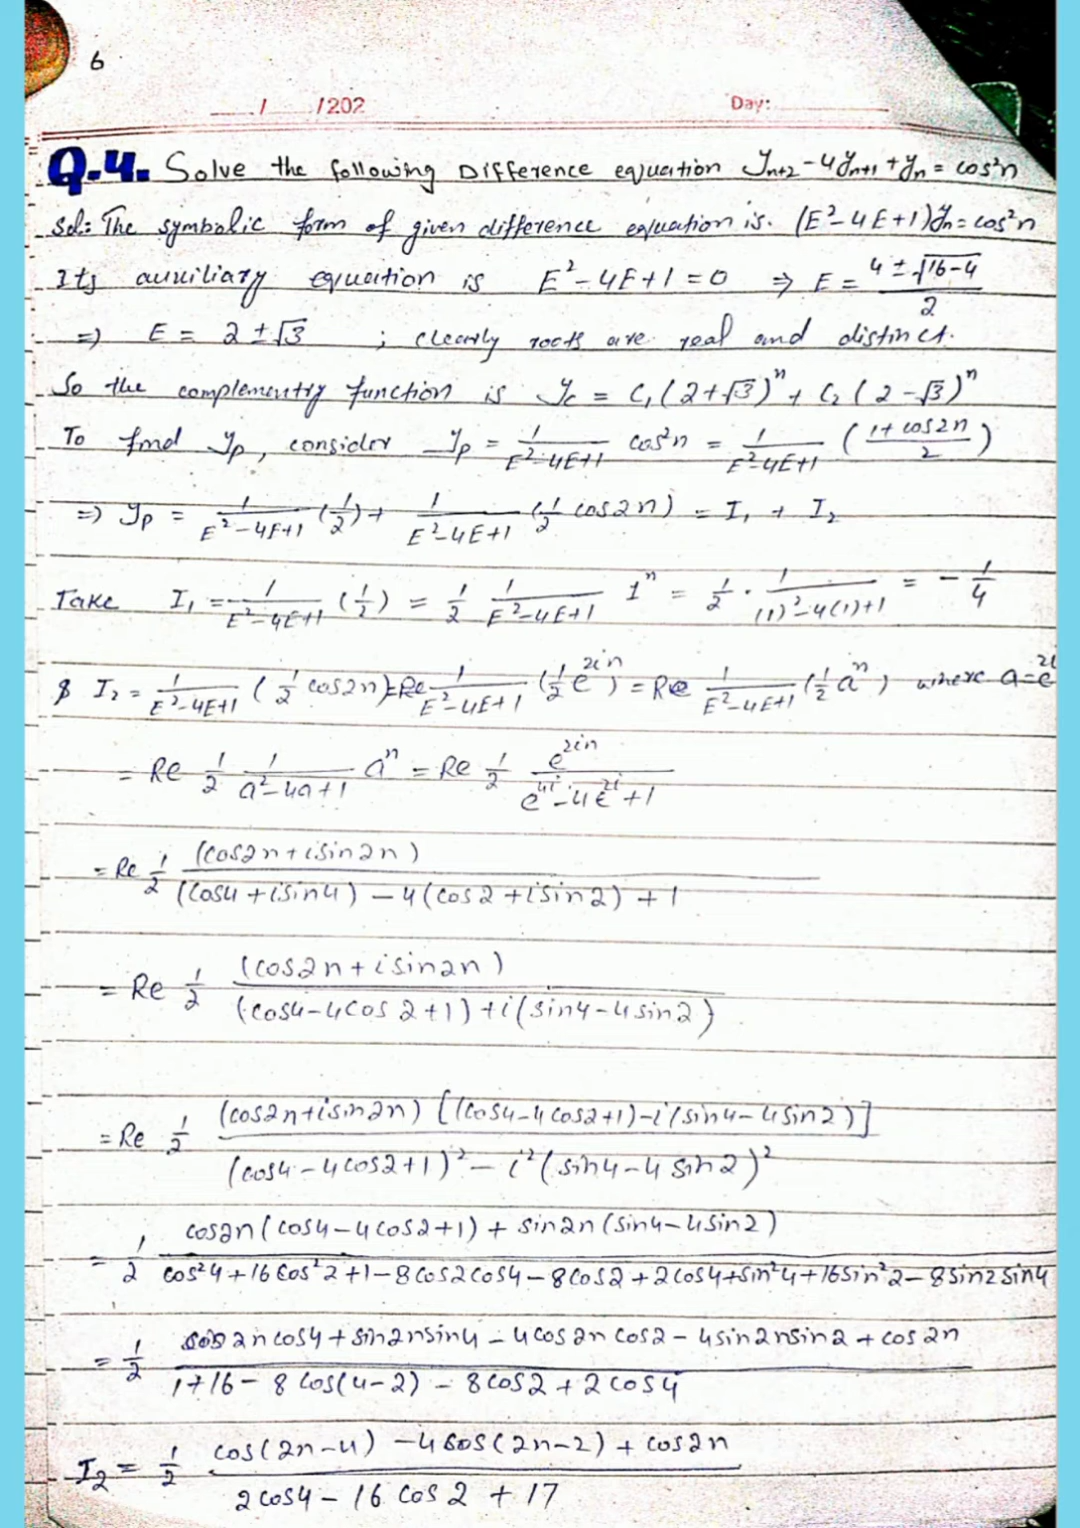 6
/ /202 Day:
Q.4. Solve the following Difference equation yₙ₊₂ - 4yₙ₊₁ + yₙ = cos²n
Sol: The symbolic form of given difference equation is. (E² - 4E + 1)yₙ = cos²n
Its auxiliary equation is E² - 4E + 1 = 0 ⇒ E = (4 ± √(16-4))/2
⇒ E = 2 ± √3 ; clearly roots are real and distinct.
So the complementry function is y_c = C₁(2+√3)ⁿ + C₂(2-√3)ⁿ
To find y_p, consider y_p = 1/(E²-4E+1) cos²n = 1/(E²-4E+1) ((1+cos2n)/2)
⇒ y_p = 1/(E²-4E+1) (1/2) + 1/(E²-4E+1) (1/2 cos2n) = I₁ + I₂
Take I₁ = 1/(E²-4E+1) (1/2) = 1/2 1/(E²-4E+1) 1ⁿ = 1/2 · 1/((1)²-4(1)+1) = -1/4
& I₂ = 1/(E²-4E+1) (1/2 cos2n) = Re 1/(E²-4E+1) (1/2 e^(2in)) = Re 1/(E²-4E+1) (1/2 aⁿ) where a = e^(2i
= Re 1/2 1/(a²-4a+1) aⁿ = Re 1/2 e^(2in)/(e^(4i)-4e^(2i)+1)
= Re 1/2 (cos2n+isin2n)/((cos4+isin4) - 4(cos2+isin2) + 1)
= Re 1/2 (cos2n+isin2n)/((cos4-4cos2+1)+i(sin4-4sin2))
= Re 1/2 (cos2n+isin2n)[(cos4-4cos2+1)-i(sin4-4sin2)]/((cos4-4cos2+1)² - i²(sin4-4sin2)²)
= 1/2 (cos2n(cos4-4cos2+1) + sin2n(sin4-4sin2))/(cos²4+16cos²2+1-8cos2cos4-8cos2+2cos4+sin²4+16sin²2-8sin2sin4)
= 1/2 (cos2ncos4+sin2nsin4-4cos2ncos2-4sin2nsin2+cos2n)/(1+16-8cos(4-2)-8cos2+2cos4)
I₂ = 1/2 (cos(2n-4)-4cos(2n-2)+cos2n)/(2cos4-16cos2+17)